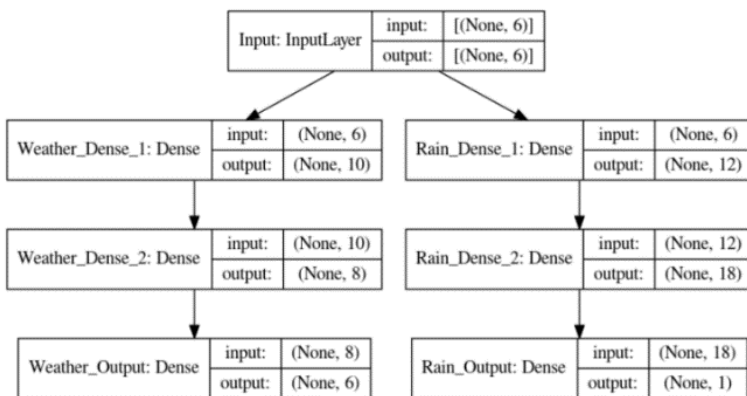 Input: InputLayer
input: [(None, 6)]
output: [(None, 6)]
Weather_Dense_1: Dense
input: (None, 6)
output: (None, 10)
Rain_Dense_1: Dense
input: (None, 6)
output: (None, 12)
Weather_Dense_2: Dense
input: (None, 10)
output: (None, 8)
Rain_Dense_2: Dense
input: (None, 12)
output: (None, 18)
Weather_Output: Dense
input: (None, 8)
output: (None, 6)
Rain_Output: Dense
input: (None, 18)
output: (None, 1)